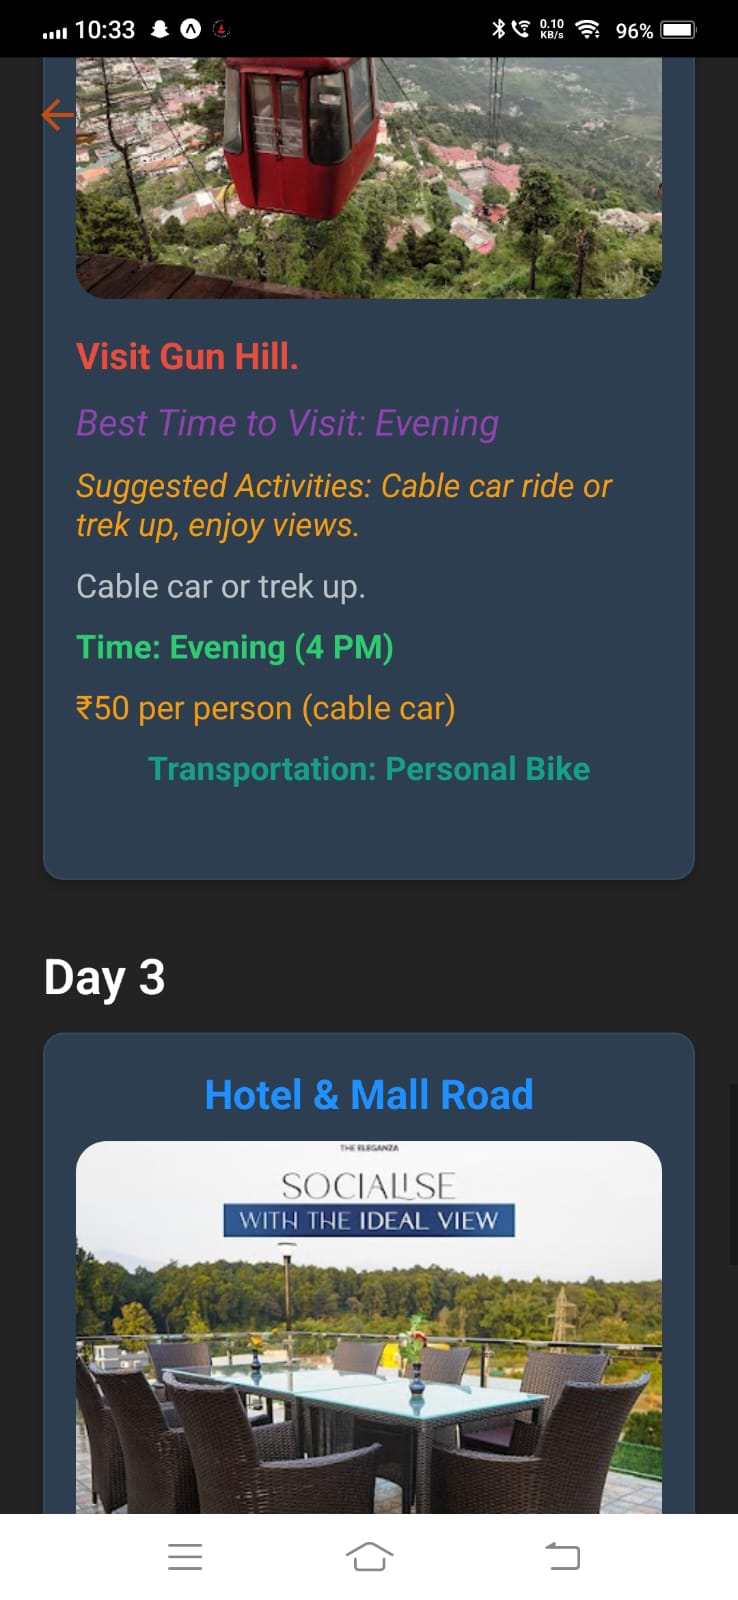 10:33
0.10
KB/s
96%
Visit Gun Hill.
Best Time to Visit: Evening
Suggested Activities: Cable car ride or
trek up, enjoy views.
Cable car or trek up.
Time: Evening (4 PM)
₹50 per person (cable car)
Transportation: Personal Bike
Day 3
Hotel & Mall Road
THE ELEGANZA
SOCIALISE
WITH THE IDEAL VIEW